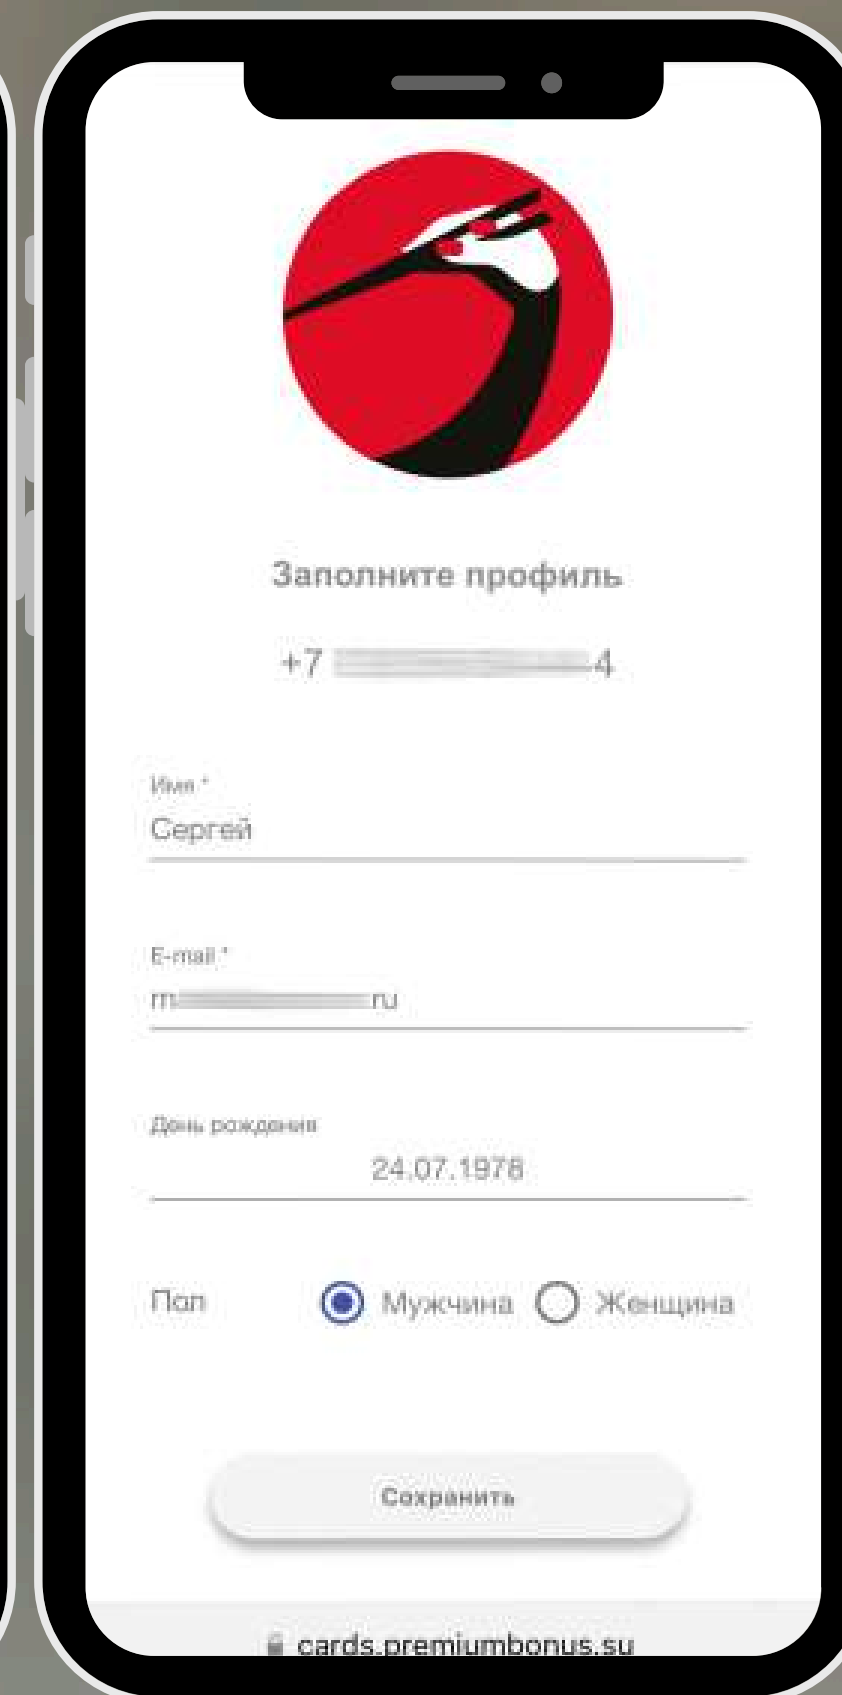 Заполните профиль
+7 4
Имя *
Сергей
E-mail *
m ru
День рождения
24.07.1978
Пол Мужчина Женщина
Сохранить
cards.premiumbonus.su